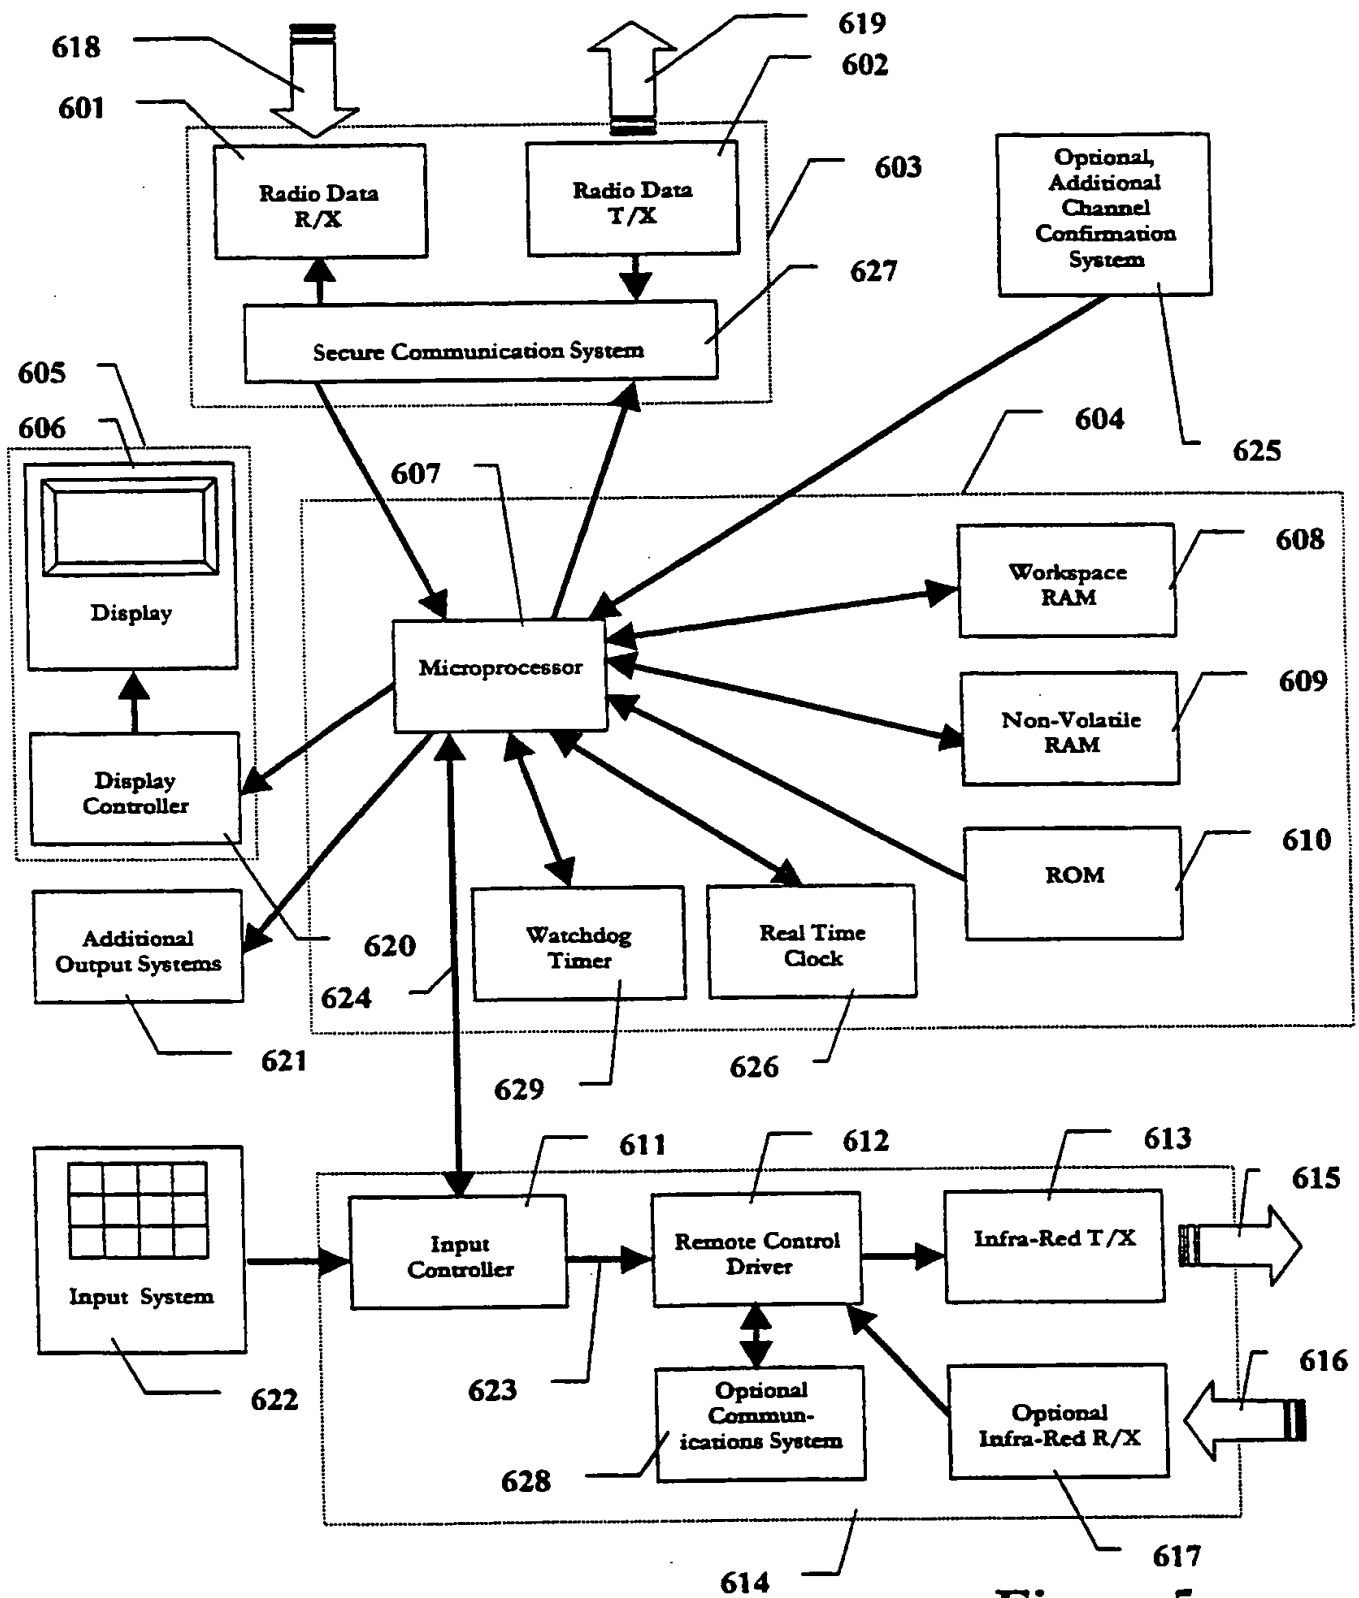 618
619
602
601
Radio Data
R/X
Radio Data
T/X
603
Optional,
Additional
Channel
Confirmation
System
627
Secure Communication System
605
606
604
625
607
Display
Microprocessor
608
Workspace
RAM
609
Non-Volatile
RAM
Display
Controller
610
ROM
Additional
Output Systems
620
624
Watchdog
Timer
Real Time
Clock
621
629
626
611
612
613
615
Input System
Input
Controller
Remote Control
Driver
Infra-Red T/X
622
623
616
Optional
Commun-
ications System
Optional
Infra-Red R/X
628
617
614